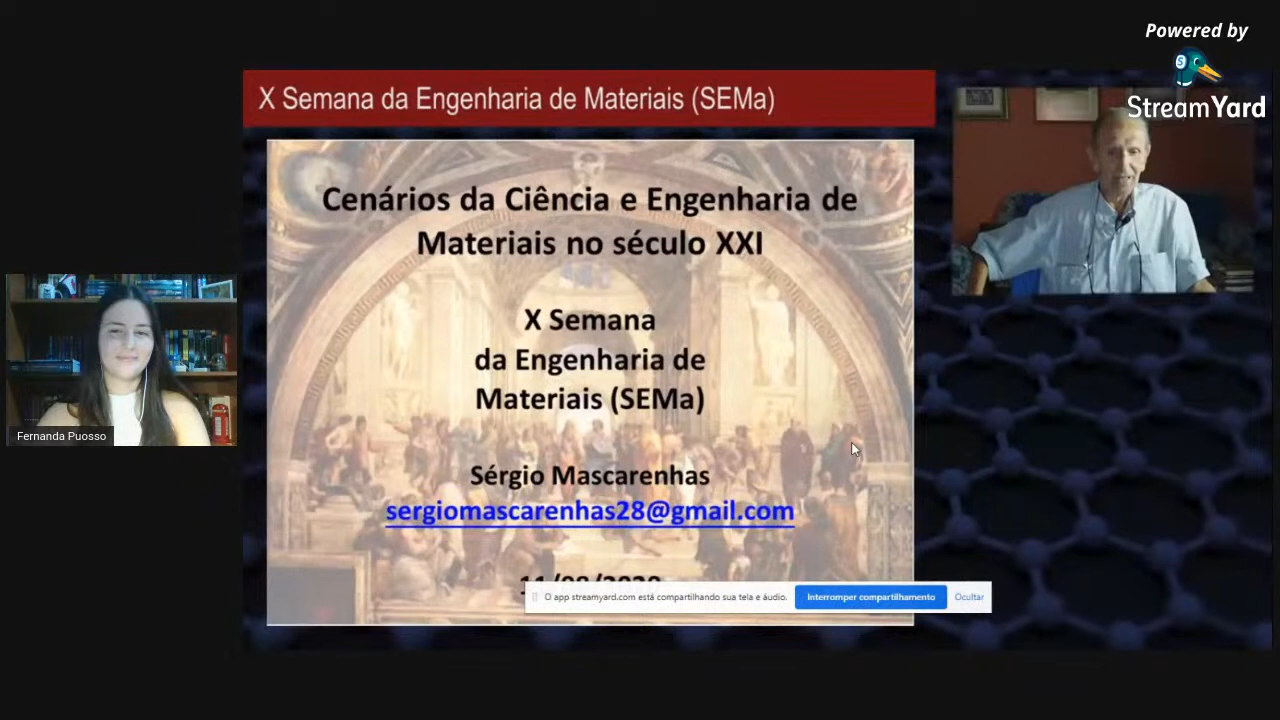 Powered by
StreamYard
X Semana da Engenharia de Materiais (SEMa)
Cenários da Ciência e Engenharia de
Materiais no século XXI
X Semana
da Engenharia de
Materiais (SEMa)
Sérgio Mascarenhas
sergiomascarenhas28@gmail.com
Fernanda Puosso
O app streamyard.com está compartilhando sua tela e áudio.
Interromper compartilhamento
Ocultar